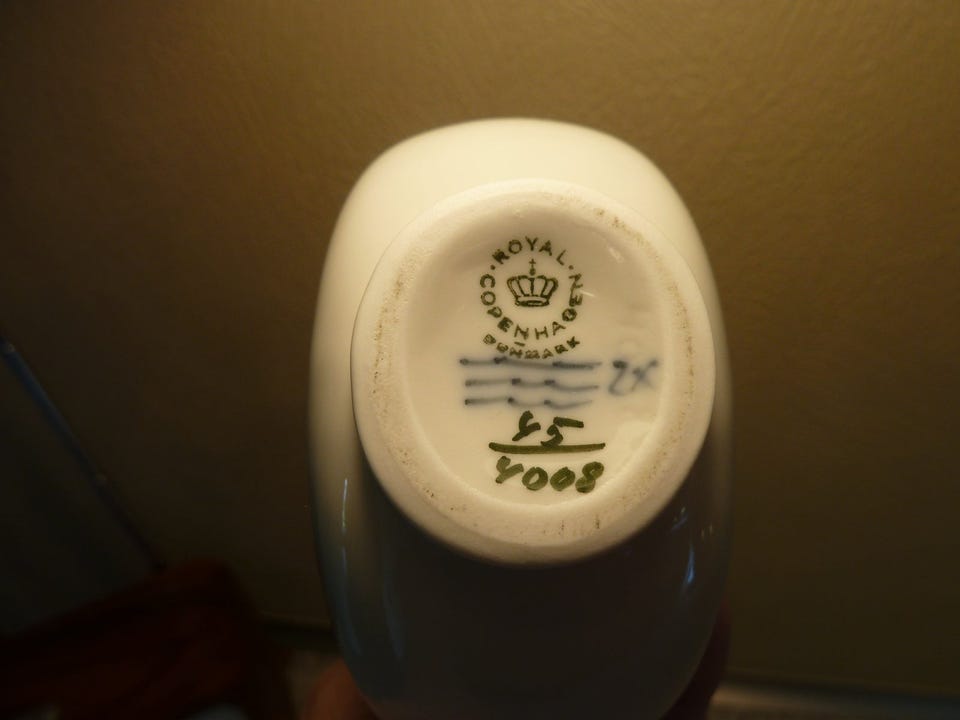 ROYAL
COPENHAGEN
DENMARK
2X
45
4008